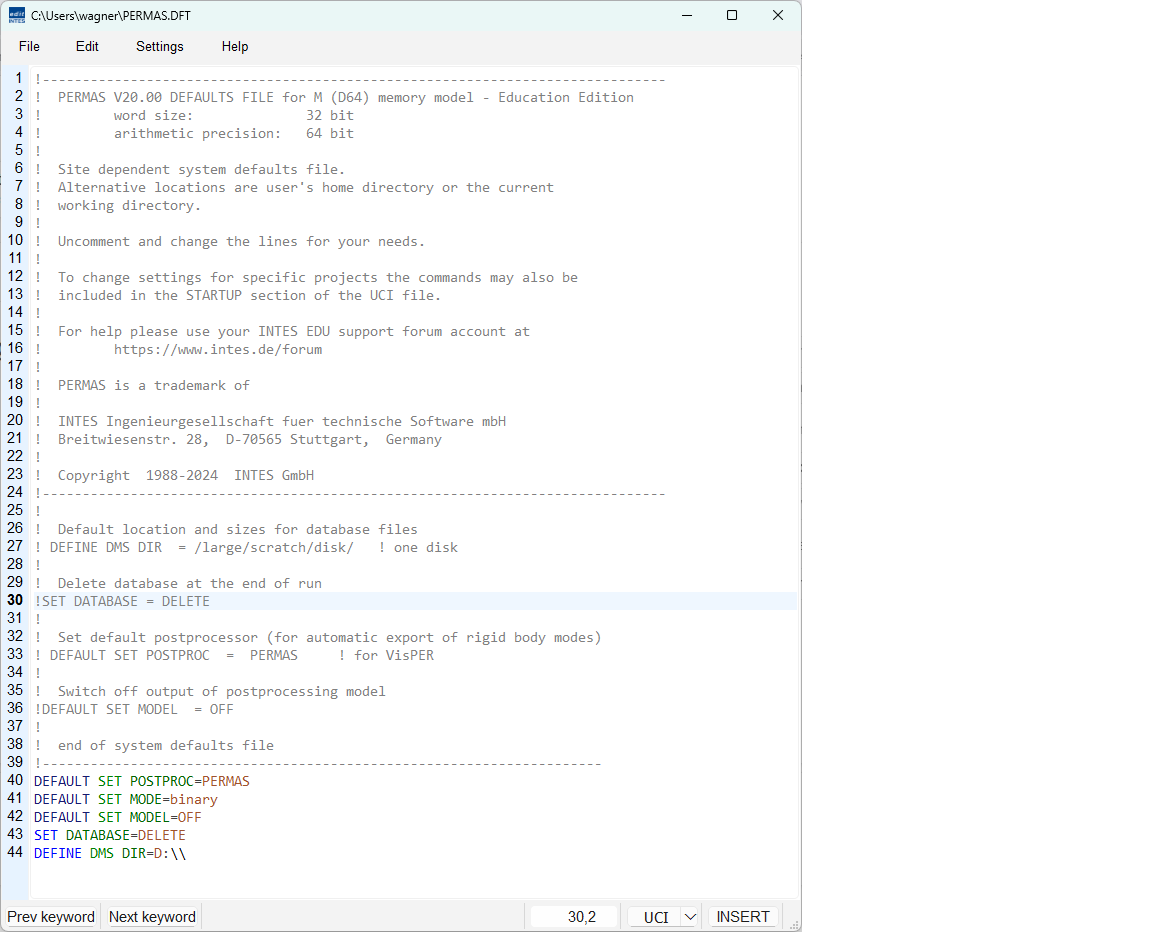 edit INTES C:\Users\wagner\PERMAS.DFT
File Edit Settings Help
1 !------------------------------------------------------------------------------
2 !  PERMAS V20.00 DEFAULTS FILE for M (D64) memory model - Education Edition
3 !         word size:              32 bit
4 !         arithmetic precision:   64 bit
5 !
6 !  Site dependent system defaults file.
7 !  Alternative locations are user's home directory or the current
8 !  working directory.
9 !
10 !  Uncomment and change the lines for your needs.
11 !
12 !  To change settings for specific projects the commands may also be
13 !  included in the STARTUP section of the UCI file.
14 !
15 !  For help please use your INTES EDU support forum account at
16 !         https://www.intes.de/forum
17 !
18 !  PERMAS is a trademark of
19 !
20 !  INTES Ingenieurgesellschaft fuer technische Software mbH
21 !  Breitwiesenstr. 28,  D-70565 Stuttgart,  Germany
22 !
23 !  Copyright  1988-2024  INTES GmbH
24 !------------------------------------------------------------------------------
25 !
26 !  Default location and sizes for database files
27 ! DEFINE DMS DIR  = /large/scratch/disk/   ! one disk
28 !
29 !  Delete database at the end of run
30 !SET DATABASE = DELETE
31 !
32 !  Set default postprocessor (for automatic export of rigid body modes)
33 ! DEFAULT SET POSTPROC  =  PERMAS     ! for VisPER
34 !
35 !  Switch off output of postprocessing model
36 !DEFAULT SET MODEL  = OFF
37 !
38 !  end of system defaults file
39 !----------------------------------------------------------------------
40 DEFAULT SET POSTPROC=PERMAS
41 DEFAULT SET MODE=binary
42 DEFAULT SET MODEL=OFF
43 SET DATABASE=DELETE
44 DEFINE DMS DIR=D:\\
Prev keyword Next keyword 30,2 UCI INSERT